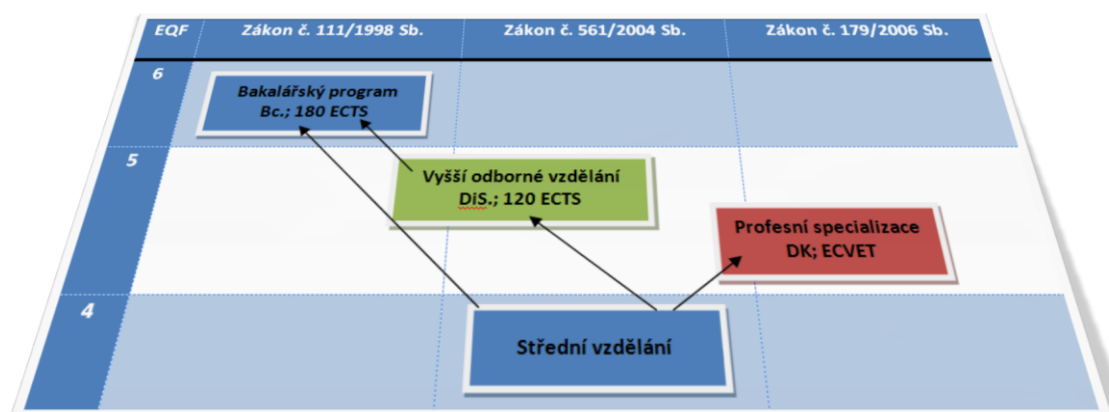 EQF
Zákon č. 111/1998 Sb.
Zákon č. 561/2004 Sb.
Zákon č. 179/2006 Sb.
6
Bakalářský program
Bc.; 180 ECTS
5
Vyšší odborné vzdělání
DiS.; 120 ECTS
Profesní specializace
DK; ECVET
4
Střední vzdělání